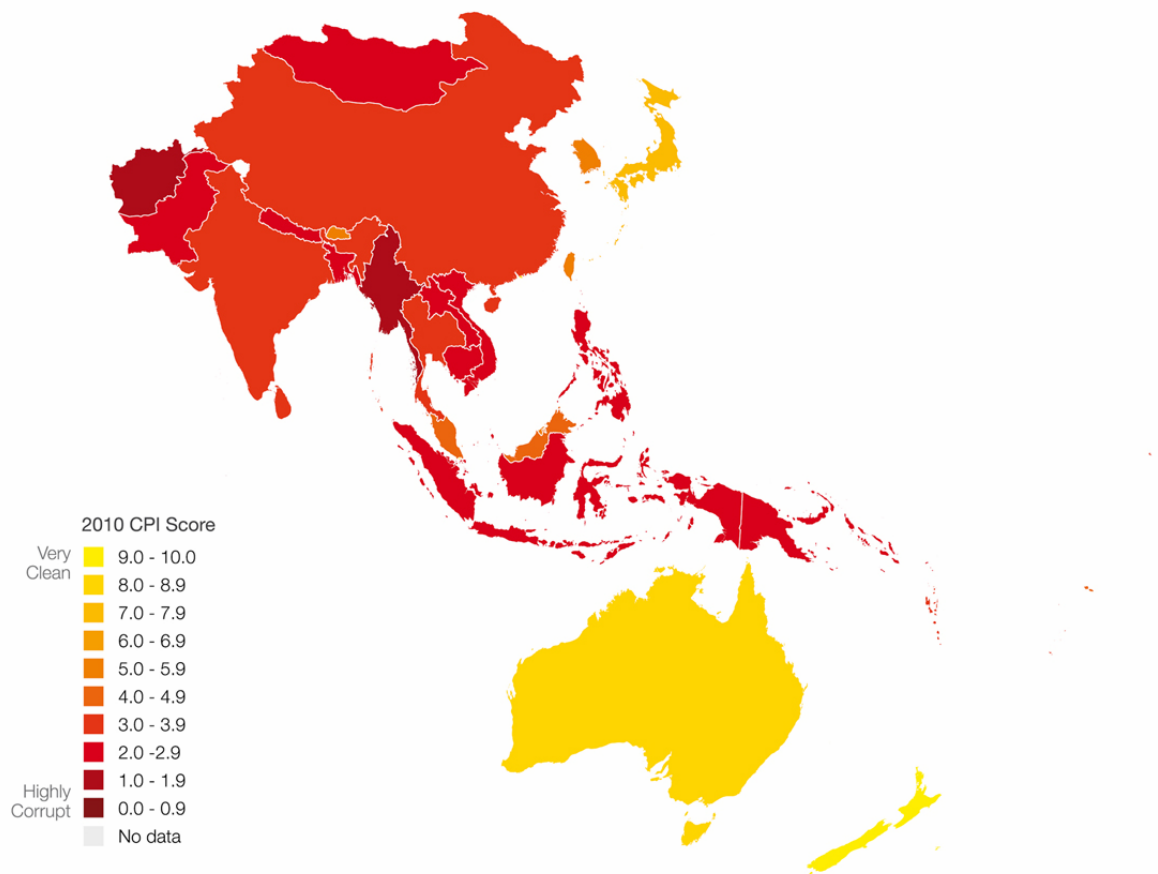 2010 CPI Score
Very
Clean
9.0 - 10.0
8.0 - 8.9
7.0 - 7.9
6.0 - 6.9
5.0 - 5.9
4.0 - 4.9
3.0 - 3.9
2.0 -2.9
1.0 - 1.9
Highly
Corrupt
0.0 - 0.9
No data